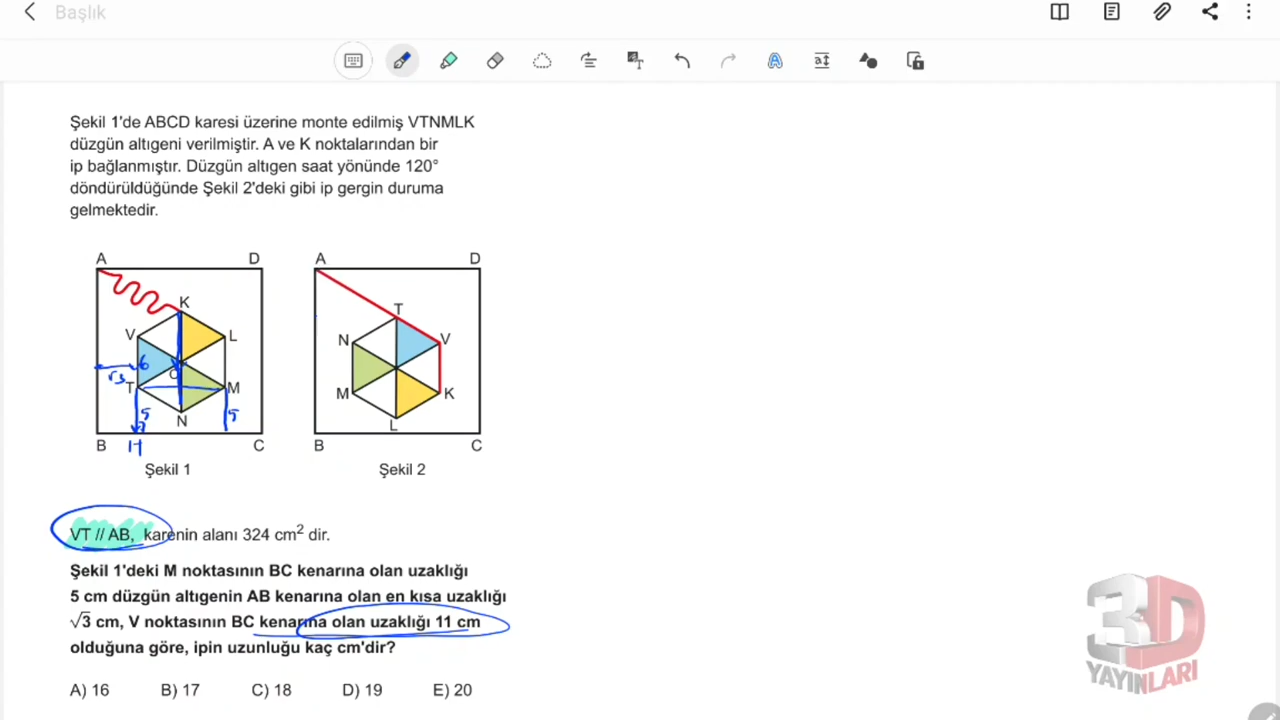 Başlık
Şekil 1'de ABCD karesi üzerine monte edilmiş VTNMLK
düzgün altıgeni verilmiştir. A ve K noktalarından bir
ip bağlanmıştır. Düzgün altıgen saat yönünde 120°
döndürüldüğünde Şekil 2'deki gibi ip gergin duruma
gelmektedir.
A D A D
K T
V L N V
6
O
√3 T M M K
5 5
N L
B H C B C
Şekil 1 Şekil 2
VT // AB, karenin alanı 324 cm² dir.
Şekil 1'deki M noktasının BC kenarına olan uzaklığı
5 cm düzgün altıgenin AB kenarına olan en kısa uzaklığı
√3 cm, V noktasının BC kenarına olan uzaklığı 11 cm
olduğuna göre, ipin uzunluğu kaç cm'dir?
A) 16 B) 17 C) 18 D) 19 E) 20
3D
YAYINLARI